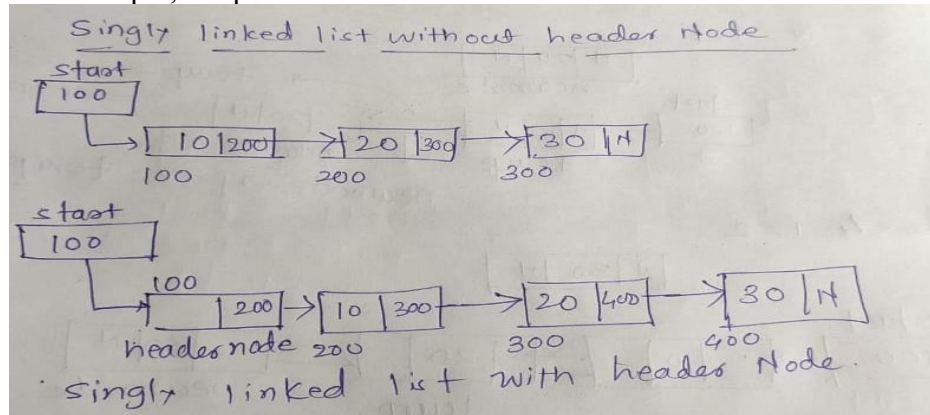 Singly linked list without header Node
start
100
10 200 20 300 30 N
100 200 300
start
100
100
200 10 300 20 400 30 N
header node 200 300 400
Singly linked list with header Node.